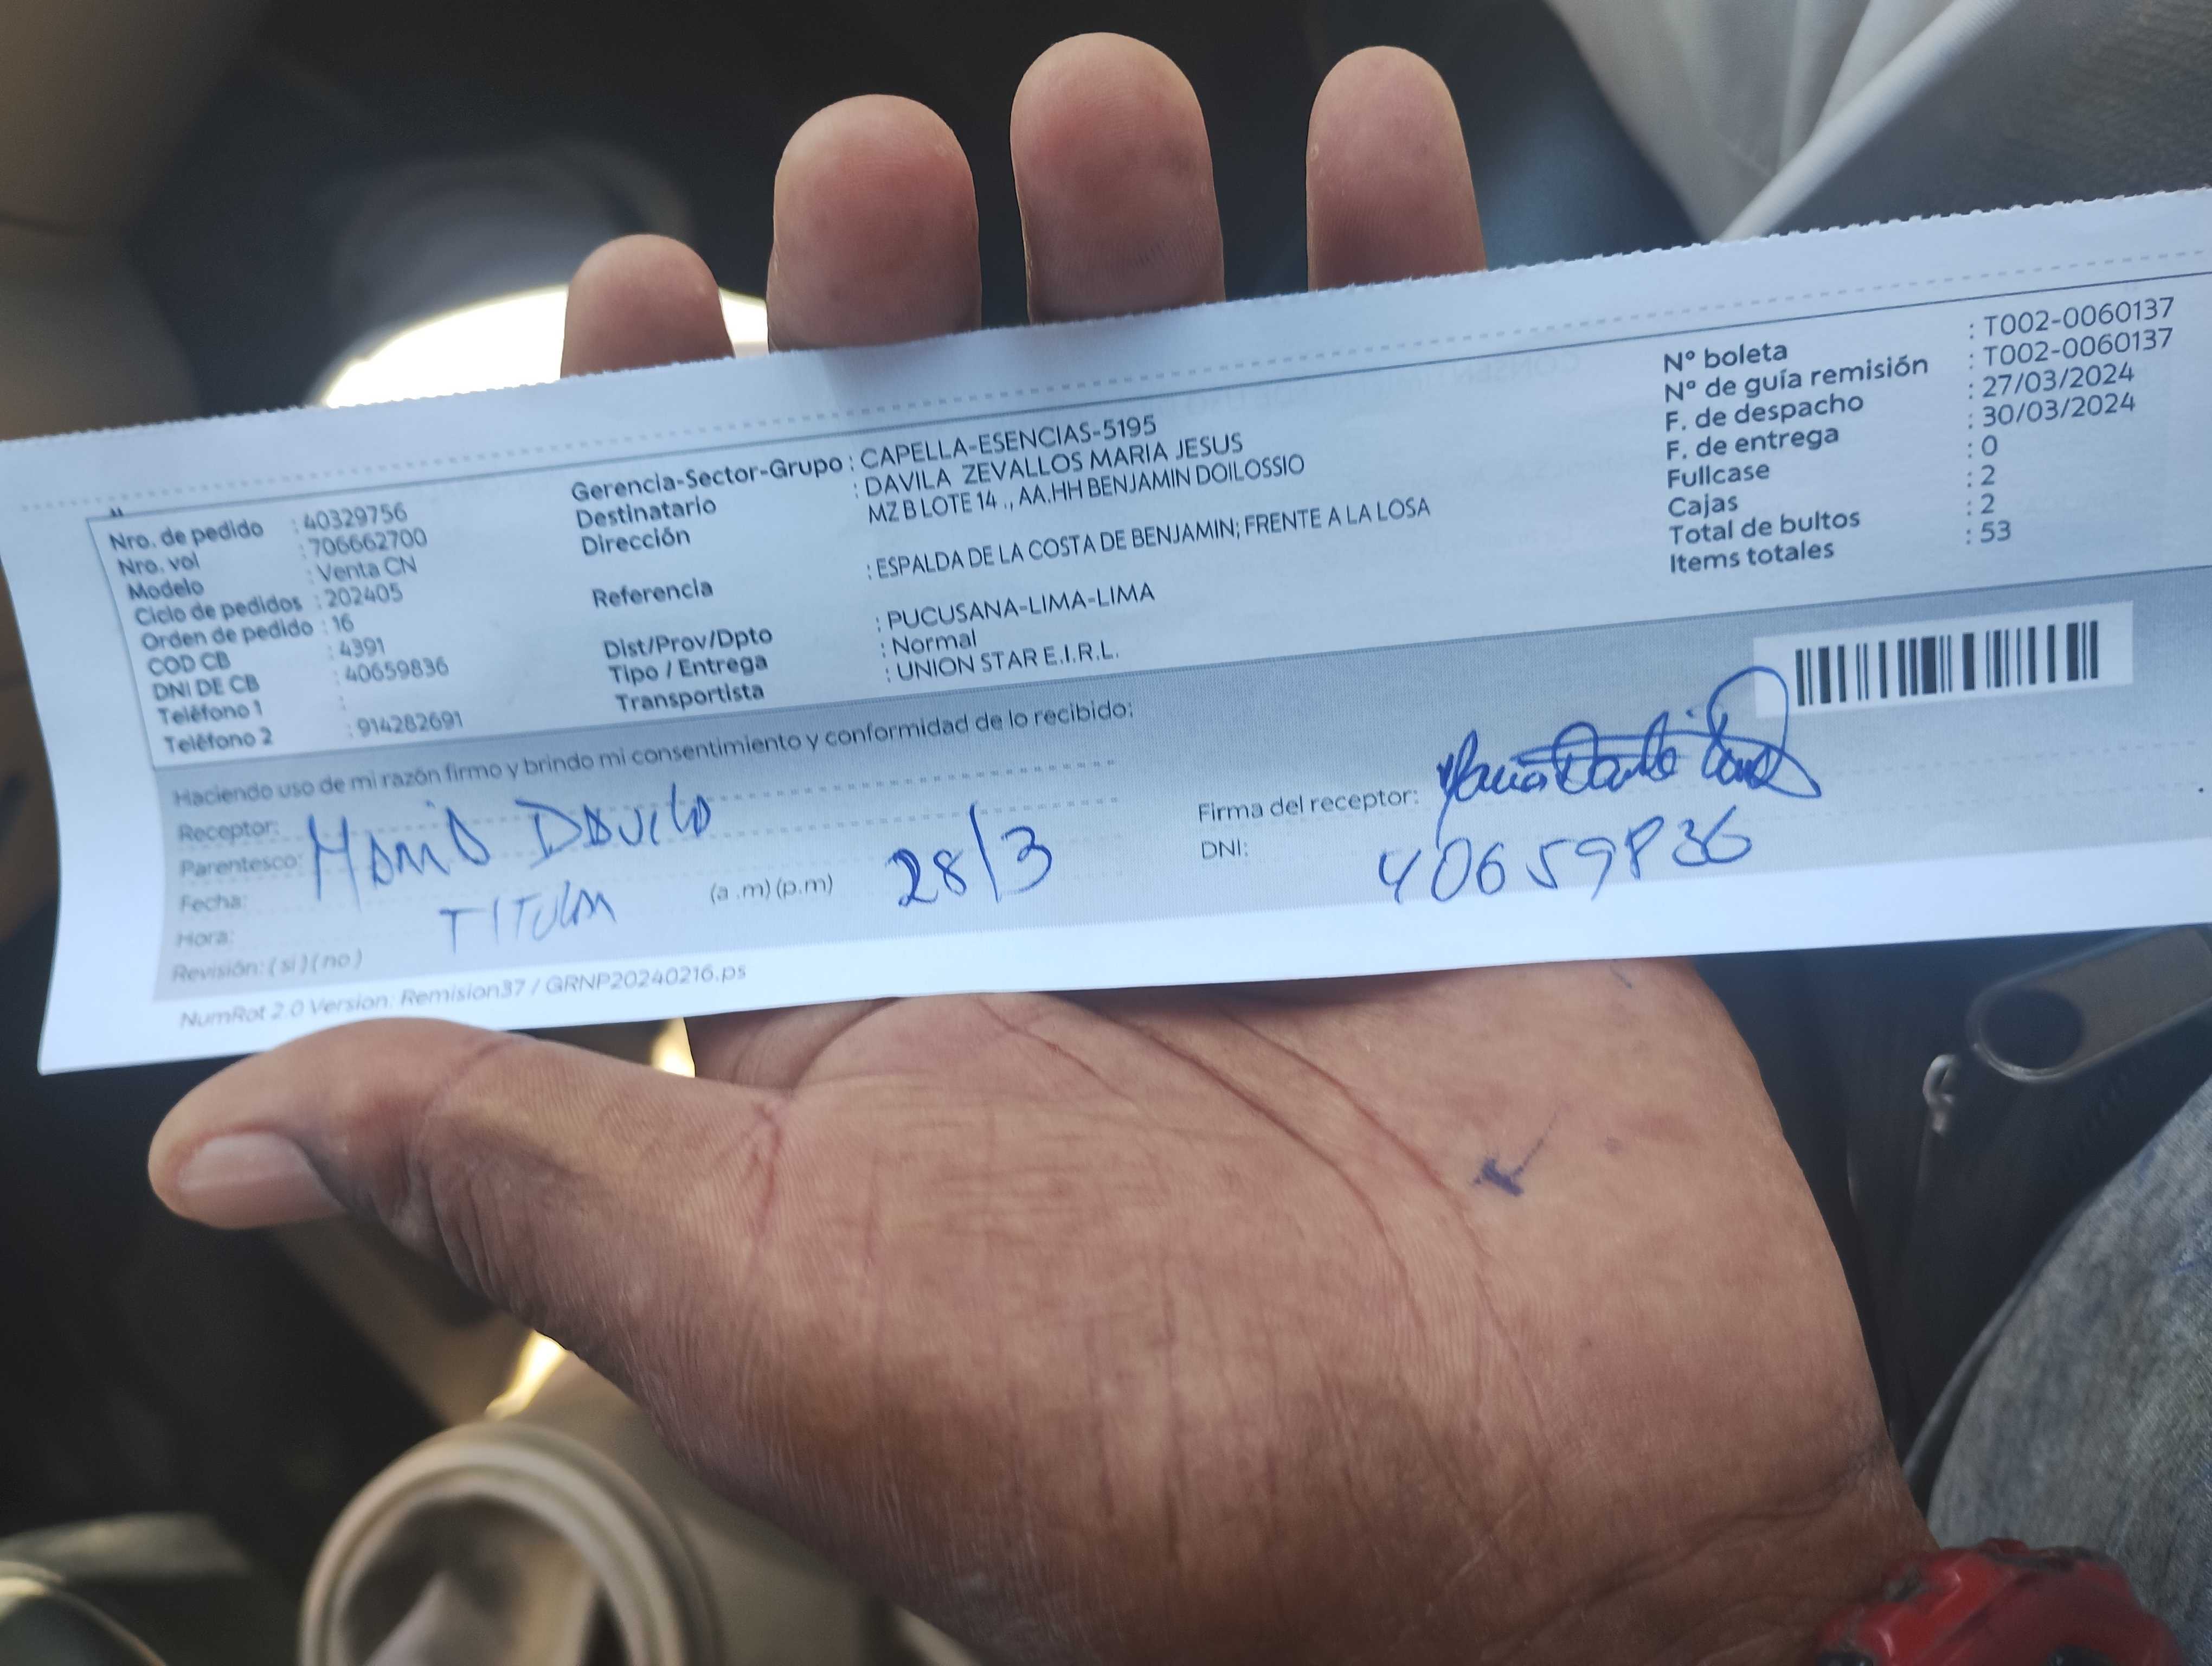 Nro. de pedido : 40329756
Nro. vol : 706662700
Modelo : Venta CN
Ciclo de pedidos : 202405
Orden de pedido : 16
COD CB : 4391
DNI DE CB : 40659836
Teléfono 1 :
Teléfono 2 : 914282691
Gerencia-Sector-Grupo : CAPELLA-ESENCIAS-5195
Destinatario : DAVILA ZEVALLOS MARIA JESUS
Dirección MZ B LOTE 14 ., AA.HH BENJAMIN DOILOSSIO
Referencia : ESPALDA DE LA COSTA DE BENJAMIN; FRENTE A LA LOSA
Dist/Prov/Dpto : PUCUSANA-LIMA-LIMA
Tipo / Entrega : Normal
Transportista : UNION STAR E.I.R.L.
N° boleta : T002-0060137
N° de guía remisión : T002-0060137
F. de despacho : 27/03/2024
F. de entrega : 30/03/2024
Fullcase : 0
Cajas : 2
Total de bultos : 2
Items totales : 53
Haciendo uso de mi razón firmo y brindo mi consentimiento y conformidad de lo recibido:
Receptor: Maria Davila
Parentesco:
Fecha: TITULAR 28/3
Hora: (a .m) (p.m)
Revisión: ( si ) ( no )
Firma del receptor:
DNI: 40659836
NumRot 2.0 Version: Remision37 / GRNP20240216.ps